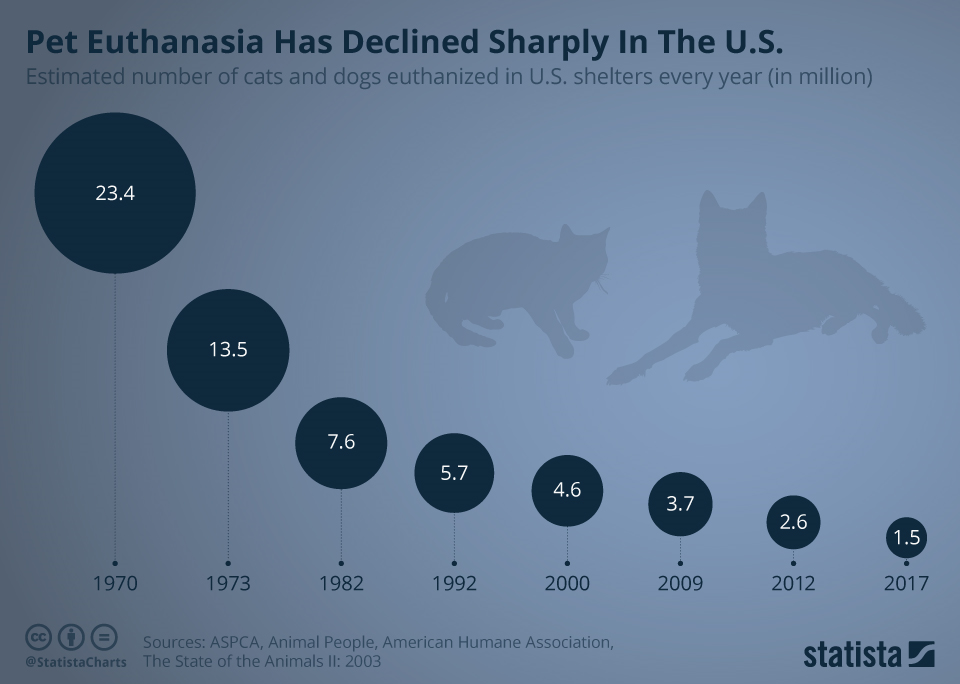 Pet Euthanasia Has Declined Sharply In The U.S.
Estimated number of cats and dogs euthanized in U.S. shelters every year (in million)
23.4
13.5
7.6
5.7
4.6
3.7
2.6
1.5
1970 1973 1982 1992 2000 2009 2012 2017
cc
@StatistaCharts
Sources: ASPCA, Animal People, American Humane Association,
The State of the Animals II: 2003
statista